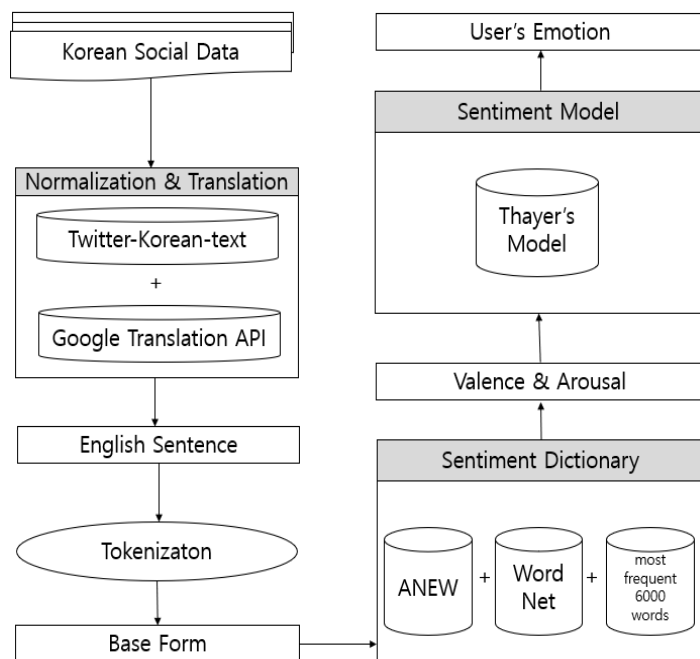 Korean Social Data
Normalization & Translation
Twitter-Korean-text
+
Google Translation API
English Sentence
Tokenizaton
Base Form
User's Emotion
Sentiment Model
Thayer's
Model
Valence & Arousal
Sentiment Dictionary
ANEW
+
Word
Net
+
most
frequent
6000
words